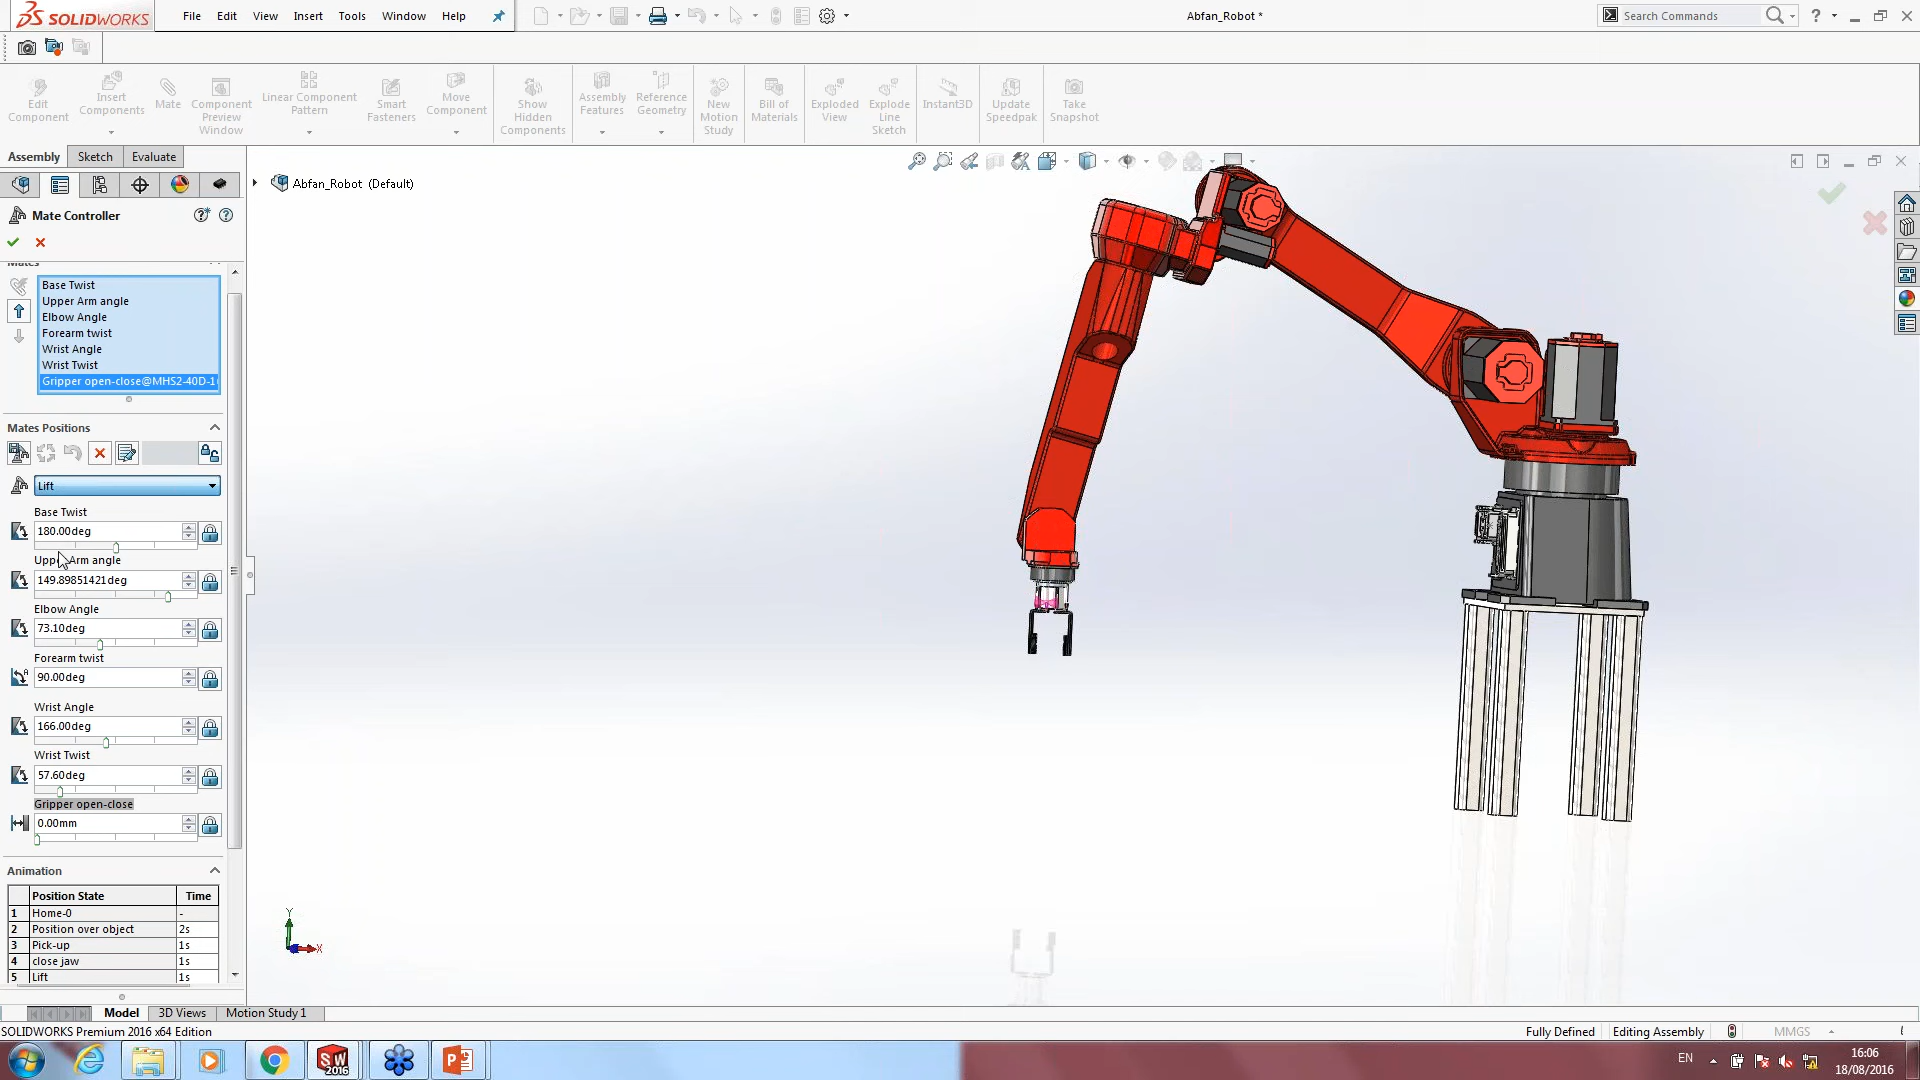 SOLIDWORKS
File Edit View Insert Tools Window Help
Abfan_Robot *
Search Commands
Edit Component
Insert Components
Mate
Component Preview Window
Linear Component Pattern
Smart Fasteners
Move Component
Show Hidden Components
Assembly Features
Reference Geometry
New Motion Study
Bill of Materials
Exploded View
Explode Line Sketch
Instant3D
Update Speedpak
Take Snapshot
Assembly Sketch Evaluate
Abfan_Robot (Default)
Mate Controller
Mates
Base Twist
Upper Arm angle
Elbow Angle
Forearm twist
Wrist Angle
Wrist Twist
Gripper open-close@MHS2-40D-1
Mates Positions
Lift
Base Twist
180.00deg
Upper Arm angle
149.89851421deg
Elbow Angle
73.10deg
Forearm twist
90.00deg
Wrist Angle
166.00deg
Wrist Twist
57.60deg
Gripper open-close
0.00mm
Animation
Position State Time
1 Home-0 -
2 Position over object 2s
3 Pick-up 1s
4 close jaw 1s
5 Lift 1s
Y
X
Model 3D Views Motion Study 1
SOLIDWORKS Premium 2016 x64 Edition
Fully Defined Editing Assembly MMGS
SW 2016
EN
16:06
18/08/2016